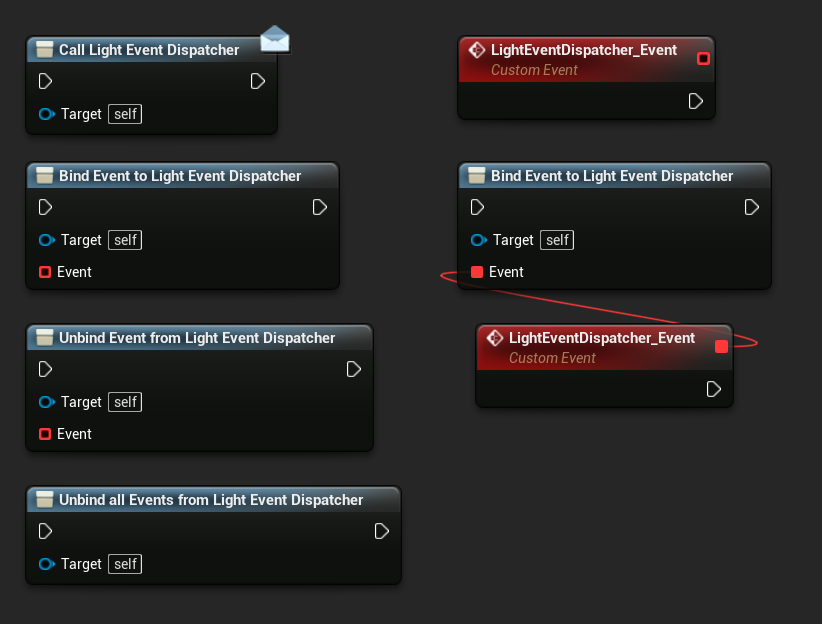 Call Light Event Dispatcher
Target self
Bind Event to Light Event Dispatcher
Target self
Event
Unbind Event from Light Event Dispatcher
Target self
Event
Unbind all Events from Light Event Dispatcher
Target self
LightEventDispatcher_Event
Custom Event
Bind Event to Light Event Dispatcher
Target self
Event
LightEventDispatcher_Event
Custom Event